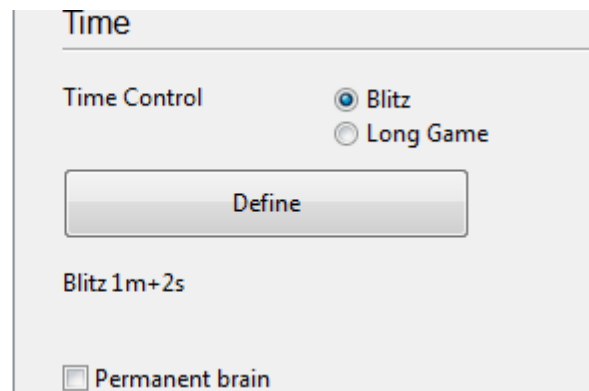 Time
Time Control
Blitz
Long Game
Define
Blitz 1m+2s
Permanent brain